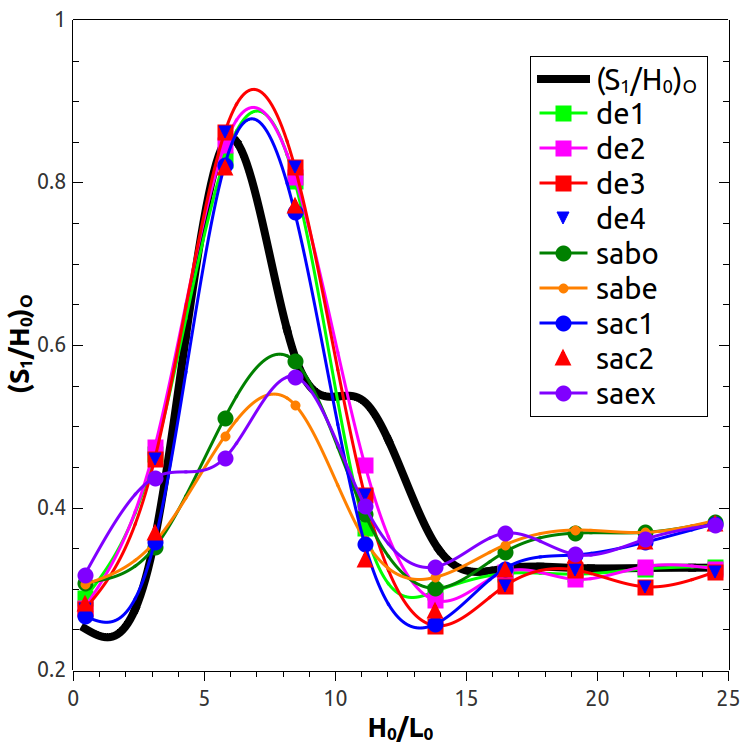 1
0.8
0.6
0.4
0.2
0
5
10
15
20
25
(S₁/H₀)ₒ
H₀/L₀
(S₁/H₀)ₒ
de1
de2
de3
de4
sabo
sabe
sac1
sac2
saex